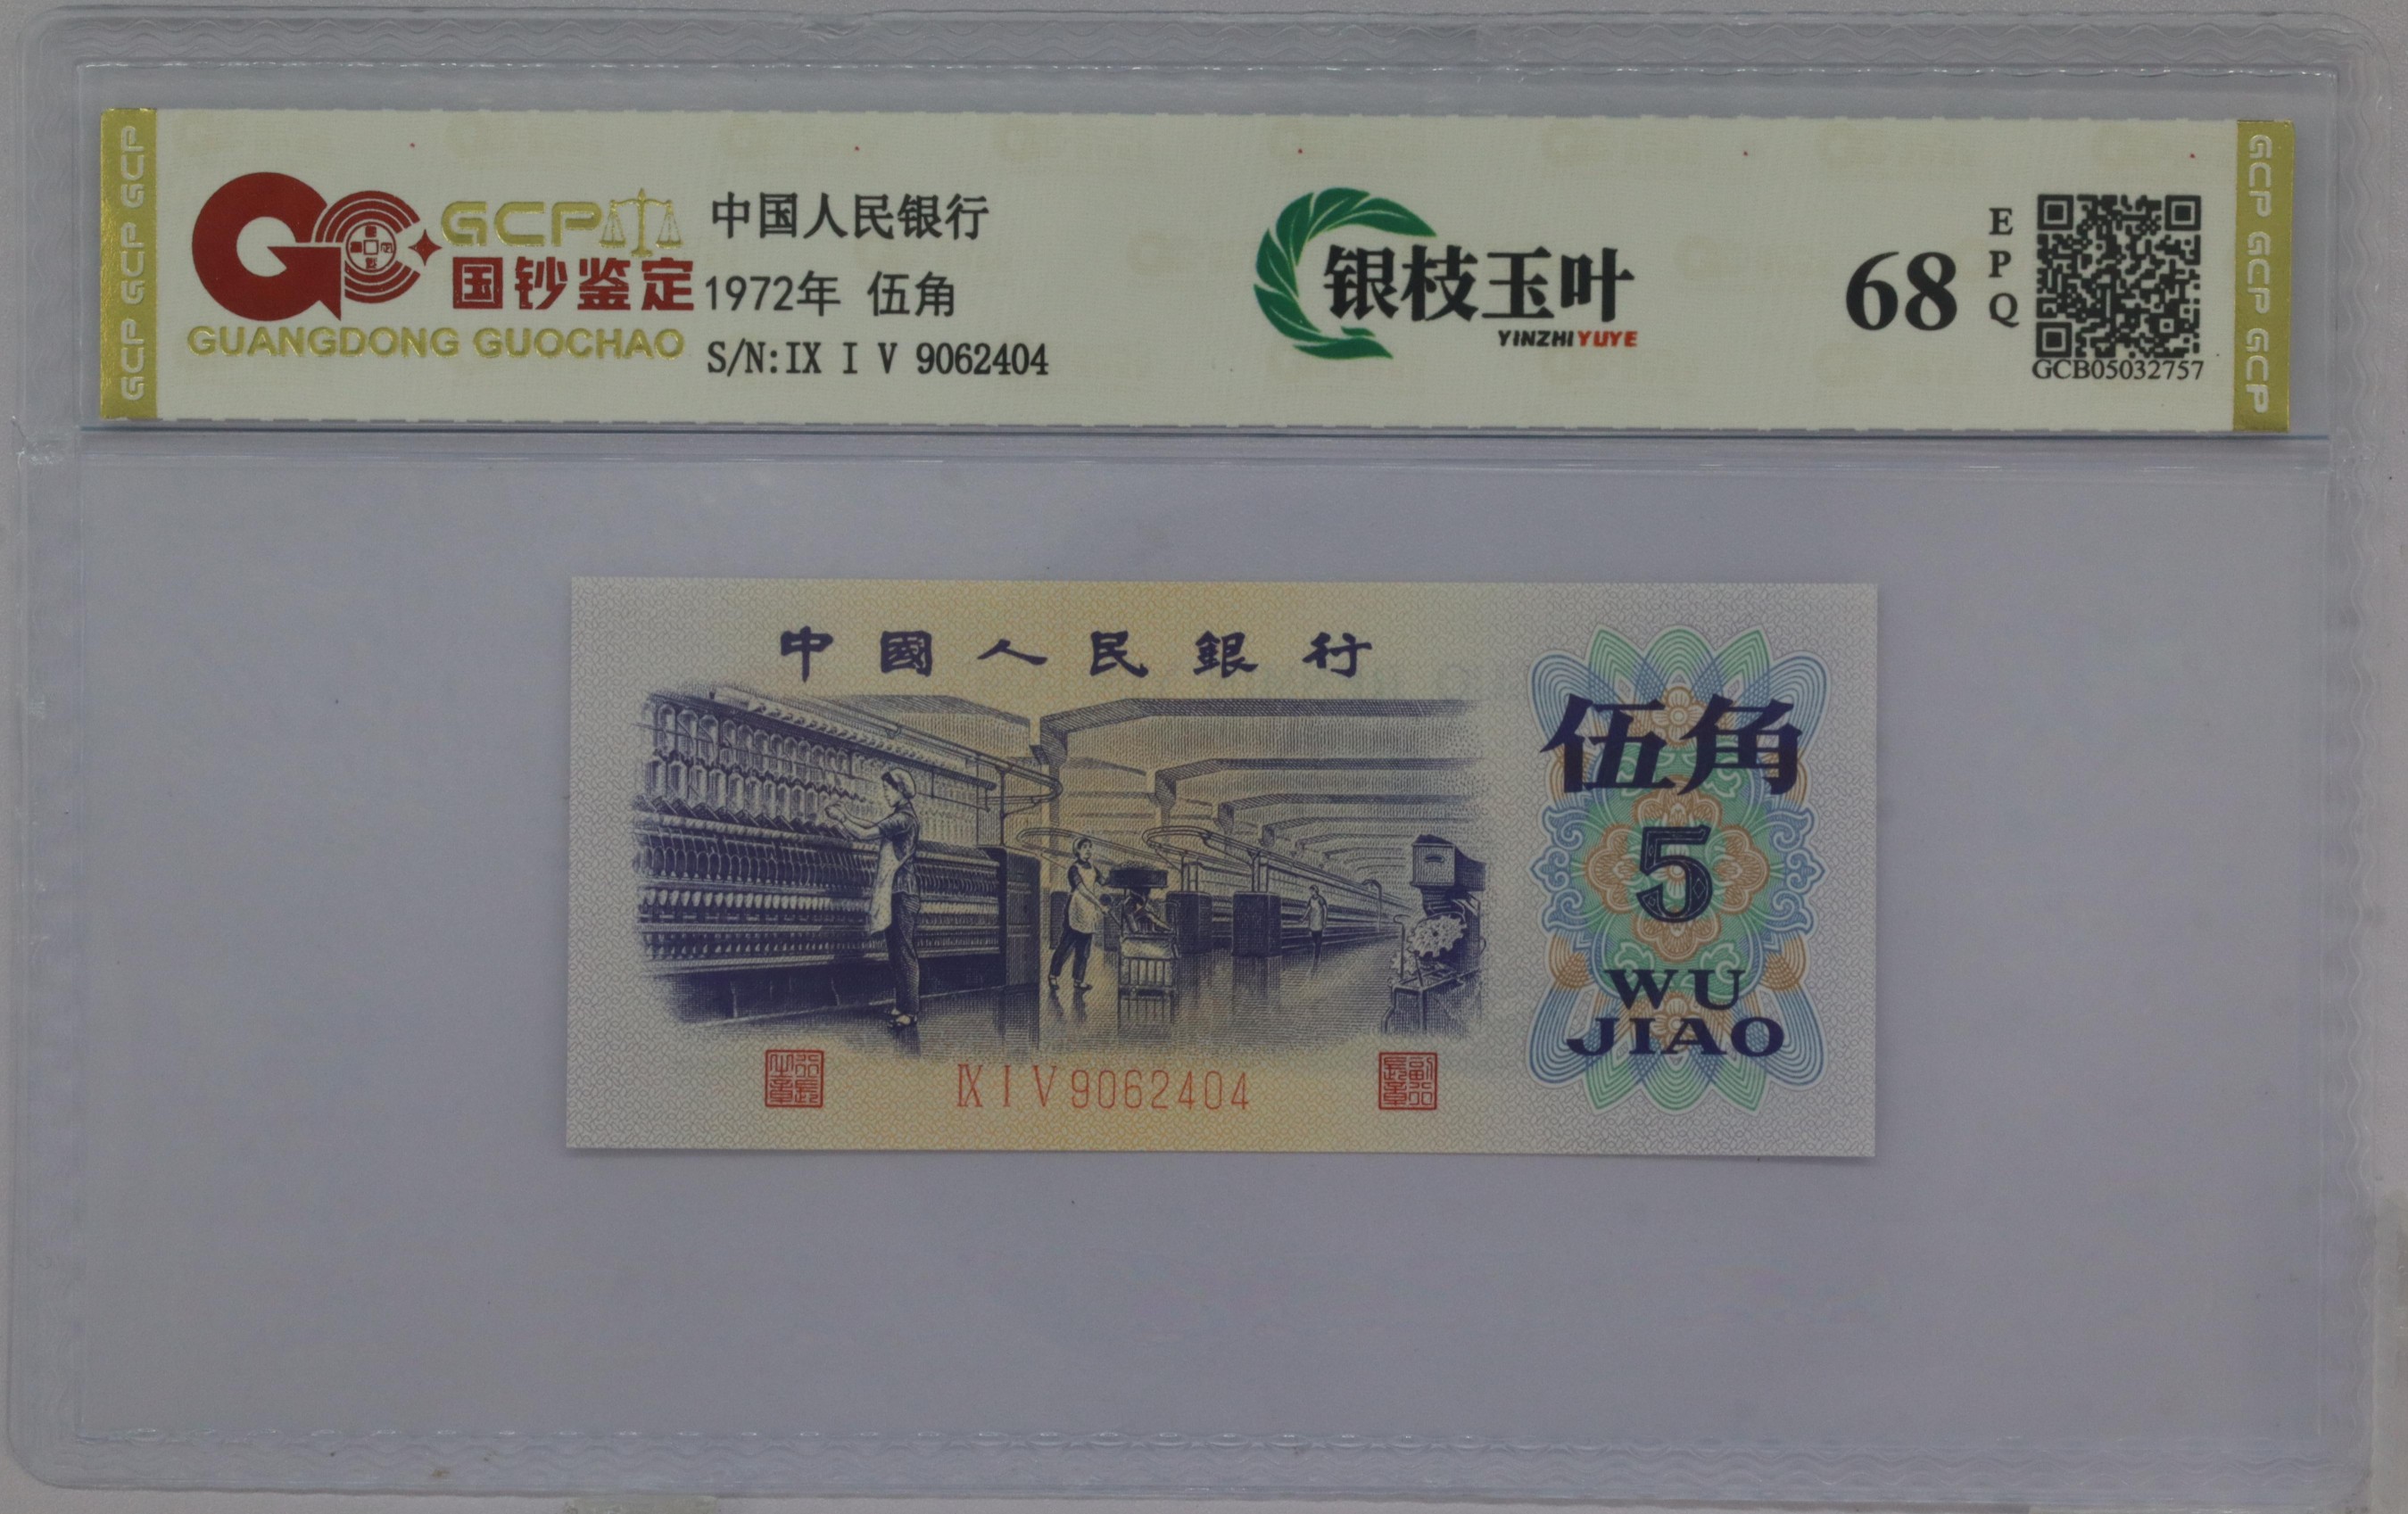 GCP GCP GCP
GCP
国钞鉴定
GUANGDONG GUOCHAO
中国人民银行
1972年 伍角
S/N:IX I V 9062404
银枝玉叶
YINZHIYUYE
68
EPQ
GCB05032757
GCP GCP GCP
中國人民銀行
伍角
5
WU
JIAO
IX I V 9062404